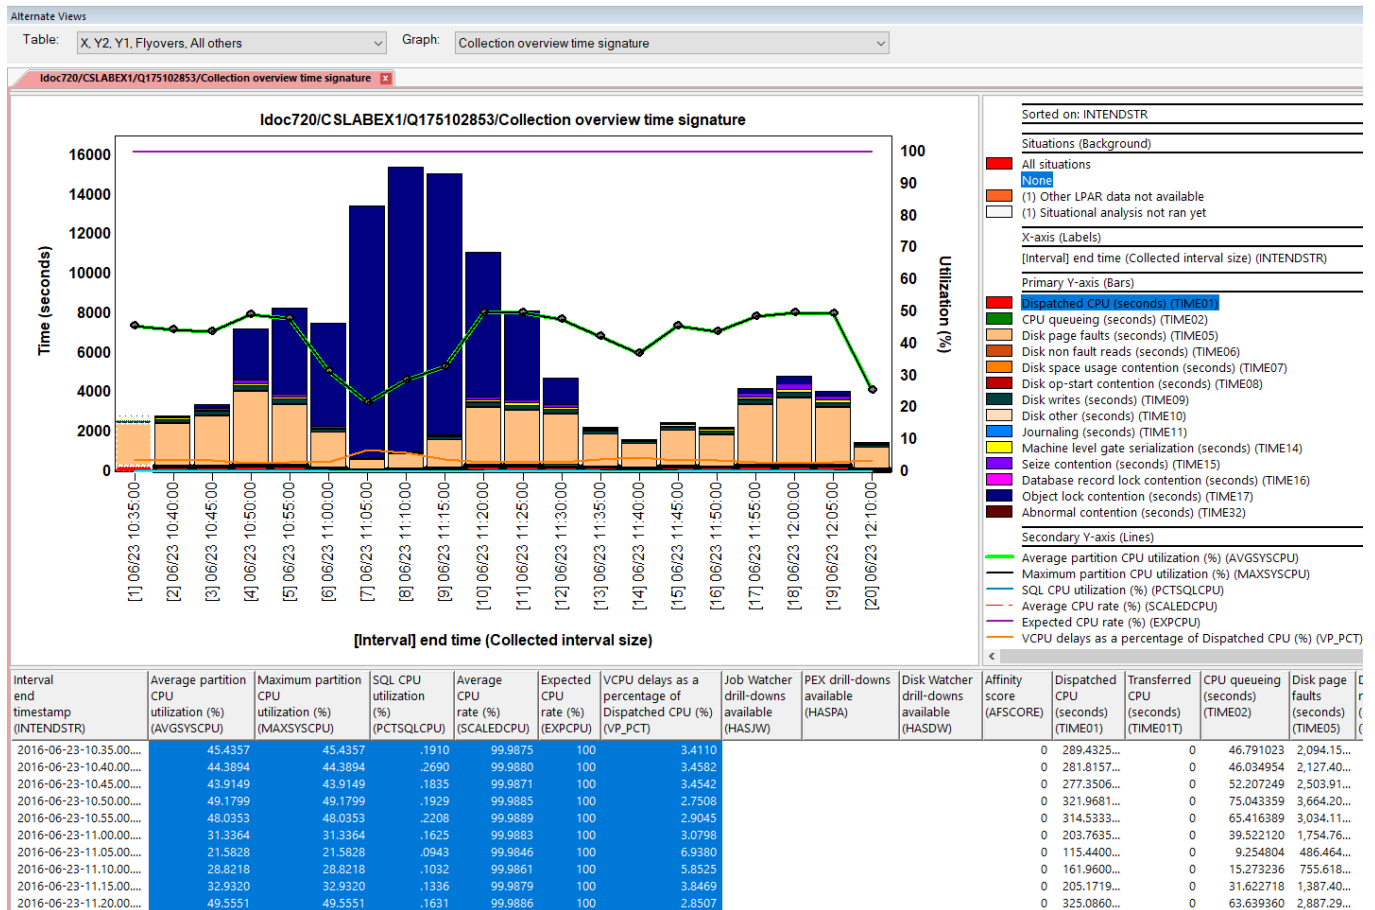 Alternate Views
Table: X, Y2, Y1, Flyovers, All others Graph: Collection overview time signature
Idoc720/CSLABEX1/Q175102853/Collection overview time signature x
Idoc720/CSLABEX1/Q175102853/Collection overview time signature
Time (seconds)
16000
14000
12000
10000
8000
6000
4000
2000
0
100
90
80
70
60
50
40
30
20
10
0
Utilization (%)
[1] 06/23 10:35:00
[2] 06/23 10:40:00
[3] 06/23 10:45:00
[4] 06/23 10:50:00
[5] 06/23 10:55:00
[6] 06/23 11:00:00
[7] 06/23 11:05:00
[8] 06/23 11:10:00
[9] 06/23 11:15:00
[10] 06/23 11:20:00
[11] 06/23 11:25:00
[12] 06/23 11:30:00
[13] 06/23 11:35:00
[14] 06/23 11:40:00
[15] 06/23 11:45:00
[16] 06/23 11:50:00
[17] 06/23 11:55:00
[18] 06/23 12:00:00
[19] 06/23 12:05:00
[20] 06/23 12:10:00
[Interval] end time (Collected interval size)
Sorted on: INTENDSTR
Situations (Background)
All situations
None
(1) Other LPAR data not available
(1) Situational analysis not ran yet
X-axis (Labels)
[Interval] end time (Collected interval size) (INTENDSTR)
Primary Y-axis (Bars)
Dispatched CPU (seconds) (TIME01)
CPU queueing (seconds) (TIME02)
Disk page faults (seconds) (TIME05)
Disk non fault reads (seconds) (TIME06)
Disk space usage contention (seconds) (TIME07)
Disk op-start contention (seconds) (TIME08)
Disk writes (seconds) (TIME09)
Disk other (seconds) (TIME10)
Journaling (seconds) (TIME11)
Machine level gate serialization (seconds) (TIME14)
Seize contention (seconds) (TIME15)
Database record lock contention (seconds) (TIME16)
Object lock contention (seconds) (TIME17)
Abnormal contention (seconds) (TIME32)
Secondary Y-axis (Lines)
Average partition CPU utilization (%) (AVGSYSCPU)
Maximum partition CPU utilization (%) (MAXSYSCPU)
SQL CPU utilization (%) (PCTSQLCPU)
Average CPU rate (%) (SCALEDCPU)
Expected CPU rate (%) (EXPCPU)
VCPU delays as a percentage of Dispatched CPU (%) (VP_PCT)
Interval Average partition Maximum partition SQL CPU Average Expected VCPU delays as a Job Watcher PEX drill-downs Disk Watcher Affinity Dispatched Transferred CPU queueing Disk page D
end CPU CPU utilization CPU CPU percentage of drill-downs available drill-downs score CPU CPU (seconds) faults r
timestamp utilization (%) utilization (%) (%) rate (%) rate (%) Dispatched CPU (%) available (HASPA) available (AFSCORE) (seconds) (seconds) (TIME02) (seconds) (
(INTENDSTR) (AVGSYSCPU) (MAXSYSCPU) (PCTSQLCPU) (SCALEDCPU) (EXPCPU) (VP_PCT) (HASJW) (HASDW) (TIME01) (TIME01T) (TIME05) (
2016-06-23-10.35.00.... 45.4357 45.4357 .1910 99.9875 100 3.4110 0 289.4325... 0 46.791023 2,094.15...
2016-06-23-10.40.00.... 44.3894 44.3894 .2690 99.9880 100 3.4582 0 281.8157... 0 46.034954 2,127.40...
2016-06-23-10.45.00.... 43.9149 43.9149 .1835 99.9871 100 3.4542 0 277.3506... 0 52.207249 2,503.91...
2016-06-23-10.50.00.... 49.1799 49.1799 .1929 99.9885 100 2.7508 0 321.9681... 0 75.043359 3,664.20...
2016-06-23-10.55.00.... 48.0353 48.0353 .2208 99.9889 100 2.9045 0 314.5333... 0 65.416389 3,034.11...
2016-06-23-11.00.00.... 31.3364 31.3364 .1625 99.9883 100 3.0798 0 203.7635... 0 39.522120 1,754.76...
2016-06-23-11.05.00.... 21.5828 21.5828 .0943 99.9846 100 6.9380 0 115.4400... 0 9.254804 486.464...
2016-06-23-11.10.00.... 28.8218 28.8218 .1032 99.9861 100 5.8525 0 161.9600... 0 15.273236 755.618...
2016-06-23-11.15.00.... 32.9320 32.9320 .1336 99.9879 100 3.8469 0 205.1719... 0 31.622718 1,387.40...
2016-06-23-11.20.00.... 49.5551 49.5551 .1631 99.9886 100 2.8507 0 325.0860... 0 63.639360 2,887.29...